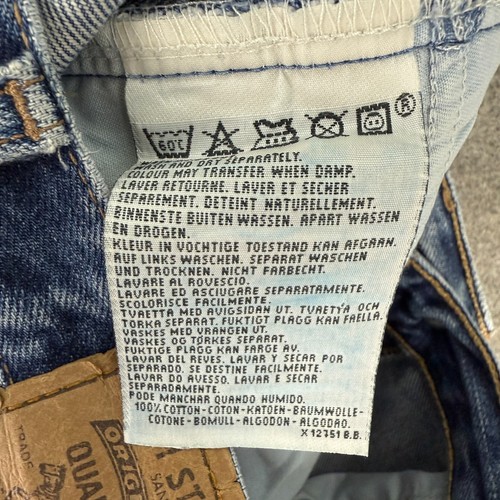 60°C
®
WASH AND DRY SEPARATELY.
COLOUR MAY TRANSFER WHEN DAMP.
LAVER RETOURNE. LAVER ET SECHER
SEPAREMENT. DETEINT NATURELLEMENT.
BINNENSTE BUITEN WASSEN. APART WASSEN
EN DROGEN.
KLEUR IN VOCHTIGE TOESTAND KAN AFGAAN.
AUF LINKS WASCHEN. SEPARAT WASCHEN
UND TROCKNEN. NICHT FARBECHT.
LAVARE AL ROVESCIO.
LAVARE ED ASCIUGARE SEPARATAMENTE.
SCOLORISCE FACILMENTE.
TVAETTA MED AVIGSIDAN UT. TVAETTA OCH
TORKA SEPARAT. FUKTIGT PLAGG KAN FAELLA.
VASKES MED VRANGEN UT.
VASKES OG TØRKES SEPARAT.
FUKTIGE PLAGG KAN FARGE AV.
LAVAR DEL REVES. LAVAR Y SECAR POR
SEPARADO. SE DESTINE FACILMENTE.
LAVAR DO AVESSO. LAVAR E SECAR
SEPARADAMENTE.
PODE MANCHAR QUANDO HUMIDO.
100% COTTON-COTON-KATOEN-BAUMWOLLE-
COTONE-BOMULL-ALGODON-ALGODAO.
X 12751 B.B.
TRADE
QUA
ORIG